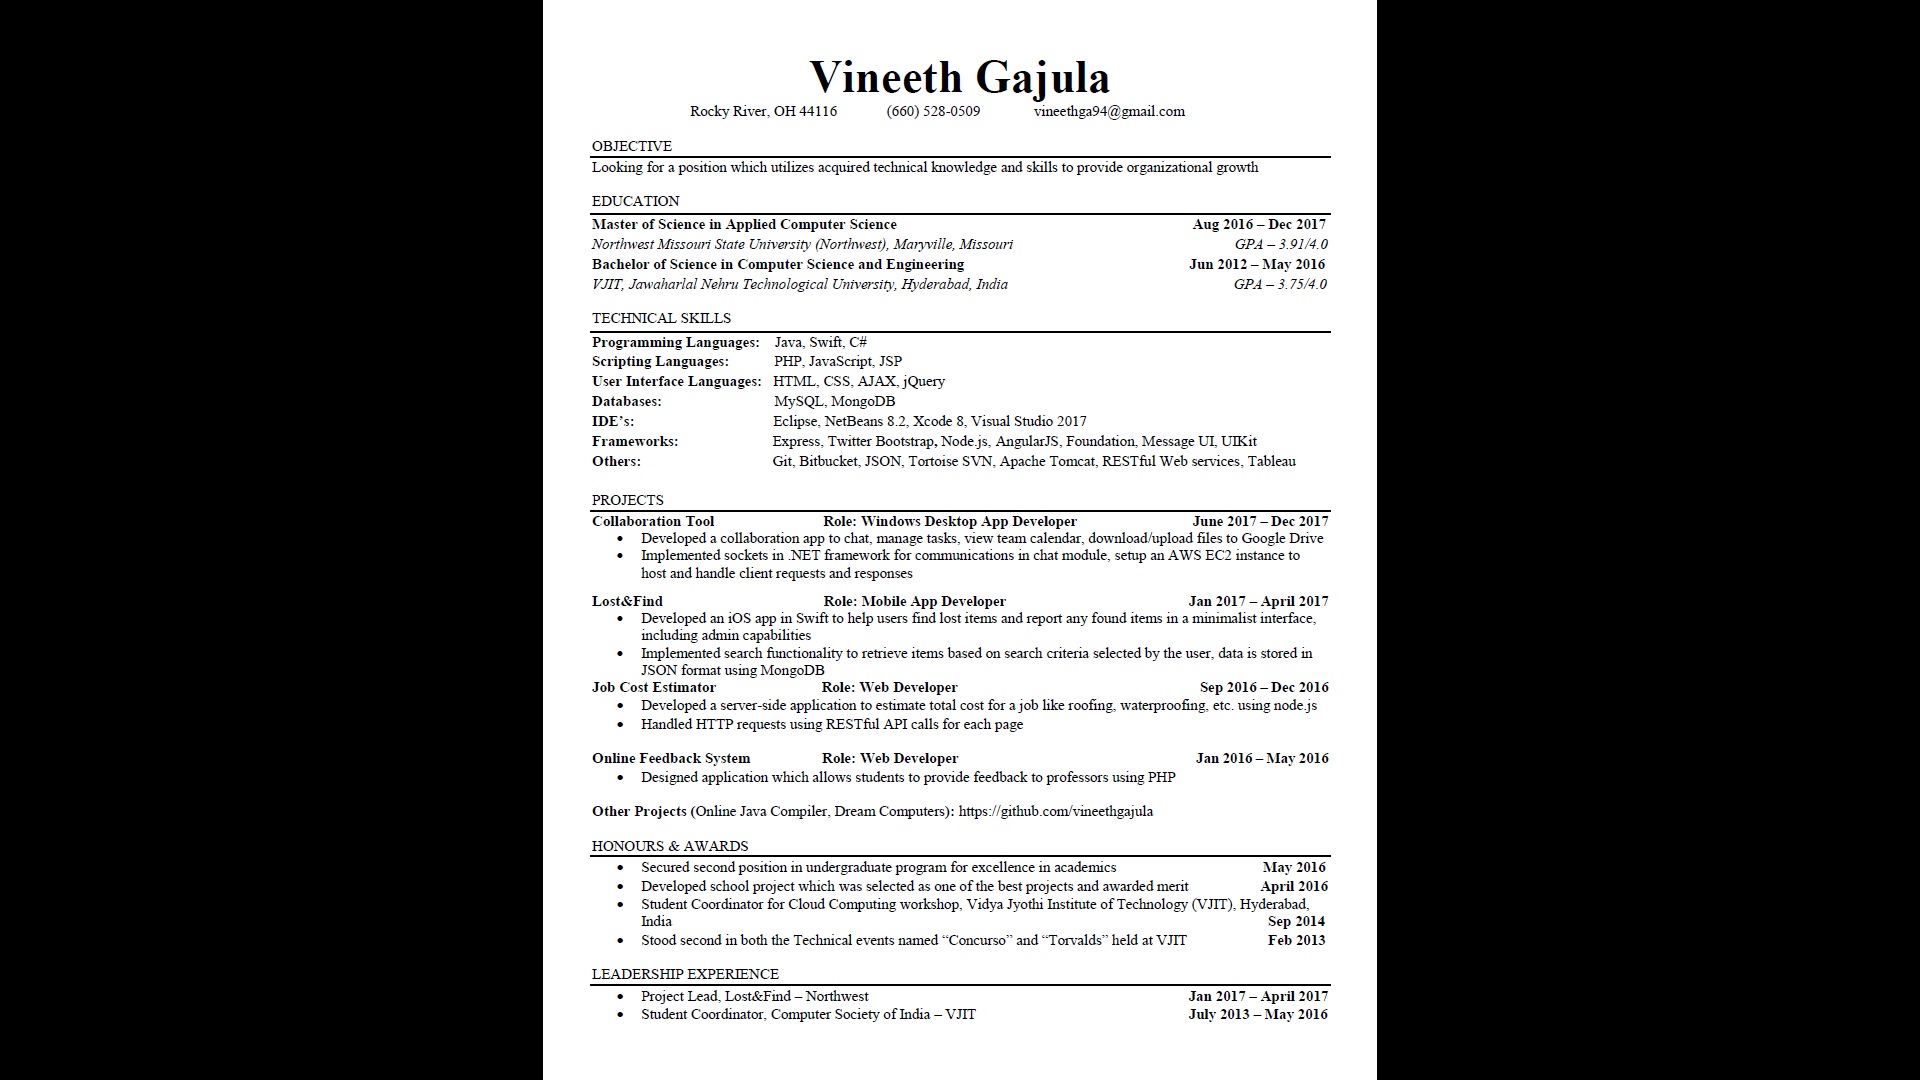 Vineeth Gajula
Rocky River, OH 44116 (660) 528-0509 vineethga94@gmail.com
OBJECTIVE
Looking for a position which utilizes acquired technical knowledge and skills to provide organizational growth
EDUCATION
Master of Science in Applied Computer Science Aug 2016 – Dec 2017
Northwest Missouri State University (Northwest), Maryville, Missouri GPA – 3.91/4.0
Bachelor of Science in Computer Science and Engineering Jun 2012 – May 2016
VJIT, Jawaharlal Nehru Technological University, Hyderabad, India GPA – 3.75/4.0
TECHNICAL SKILLS
Programming Languages: Java, Swift, C#
Scripting Languages: PHP, JavaScript, JSP
User Interface Languages: HTML, CSS, AJAX, jQuery
Databases: MySQL, MongoDB
IDE’s: Eclipse, NetBeans 8.2, Xcode 8, Visual Studio 2017
Frameworks: Express, Twitter Bootstrap, Node.js, AngularJS, Foundation, Message UI, UIKit
Others: Git, Bitbucket, JSON, Tortoise SVN, Apache Tomcat, RESTful Web services, Tableau
PROJECTS
Collaboration Tool Role: Windows Desktop App Developer June 2017 – Dec 2017
• Developed a collaboration app to chat, manage tasks, view team calendar, download/upload files to Google Drive
• Implemented sockets in .NET framework for communications in chat module, setup an AWS EC2 instance to
host and handle client requests and responses
Lost&Find Role: Mobile App Developer Jan 2017 – April 2017
• Developed an iOS app in Swift to help users find lost items and report any found items in a minimalist interface,
including admin capabilities
• Implemented search functionality to retrieve items based on search criteria selected by the user, data is stored in
JSON format using MongoDB
Job Cost Estimator Role: Web Developer Sep 2016 – Dec 2016
• Developed a server-side application to estimate total cost for a job like roofing, waterproofing, etc. using node.js
• Handled HTTP requests using RESTful API calls for each page
Online Feedback System Role: Web Developer Jan 2016 – May 2016
• Designed application which allows students to provide feedback to professors using PHP
Other Projects (Online Java Compiler, Dream Computers): https://github.com/vineethgajula
HONOURS & AWARDS
• Secured second position in undergraduate program for excellence in academics May 2016
• Developed school project which was selected as one of the best projects and awarded merit April 2016
• Student Coordinator for Cloud Computing workshop, Vidya Jyothi Institute of Technology (VJIT), Hyderabad,
India Sep 2014
• Stood second in both the Technical events named “Concurso” and “Torvalds” held at VJIT Feb 2013
LEADERSHIP EXPERIENCE
• Project Lead, Lost&Find – Northwest Jan 2017 – April 2017
• Student Coordinator, Computer Society of India – VJIT July 2013 – May 2016